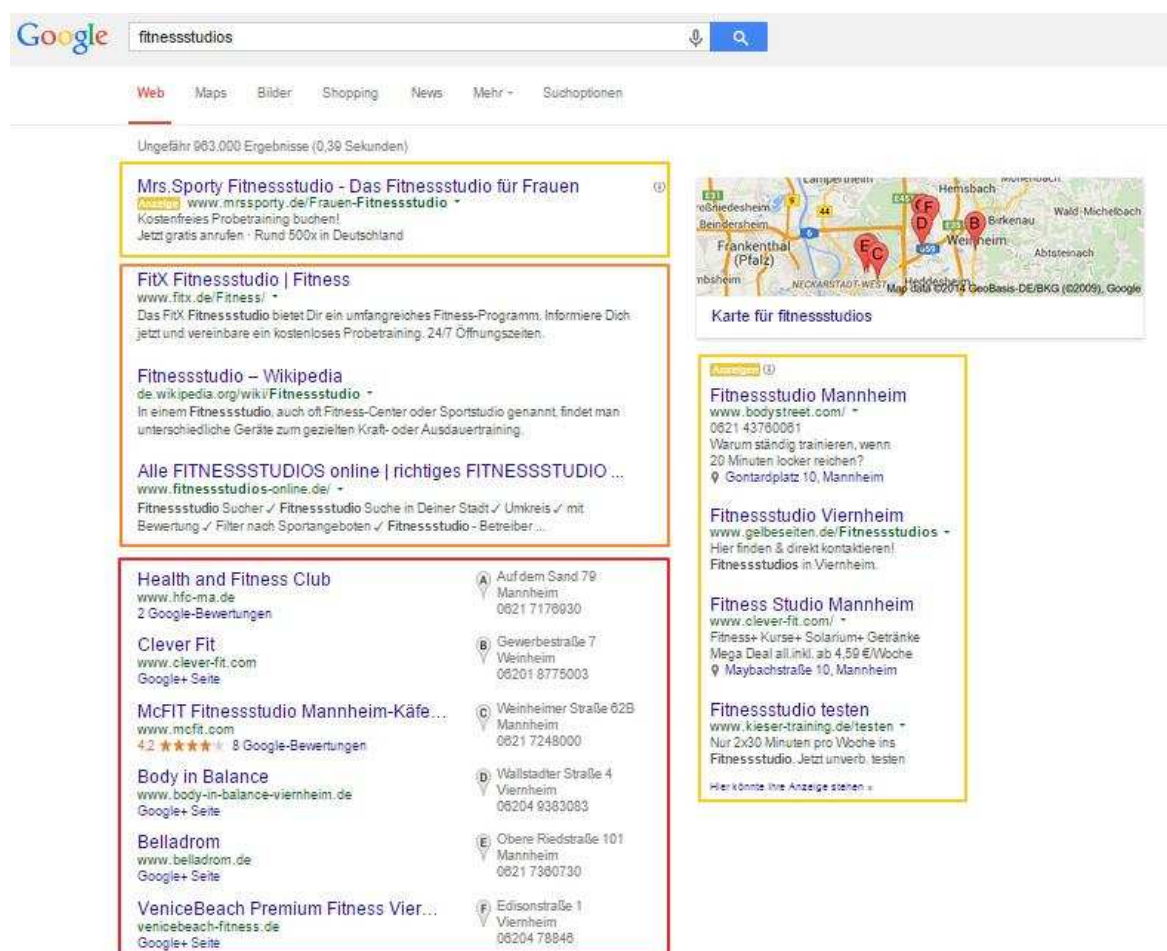 Google
fitnessstudios
Web Maps Bilder Shopping News Mehr Suchoptionen
Ungefähr 963.000 Ergebnisse (0,39 Sekunden)
Mrs.Sporty Fitnessstudio - Das Fitnessstudio für Frauen
Anzeige www.mrssporty.de/Frauen-Fitnessstudio
Kostenfreies Probetraining buchen!
Jetzt gratis anrufen · Rund 500x in Deutschland
FitX Fitnessstudio | Fitness
www.fitx.de/Fitness/
Das FitX Fitnessstudio bietet Dir ein umfangreiches Fitness-Programm. Informiere Dich
jetzt und vereinbare ein kostenloses Probetraining. 24/7 Öffnungszeiten.
Fitnessstudio – Wikipedia
de.wikipedia.org/wiki/Fitnessstudio
In einem Fitnessstudio, auch oft Fitness-Center oder Sportstudio genannt, findet man
unterschiedliche Geräte zum gezielten Kraft- oder Ausdauertraining.
Alle FITNESSSTUDIOS online | richtiges FITNESSSTUDIO ...
www.fitnessstudios-online.de/
Fitnessstudio Sucher ✓ Fitnessstudio Suche in Deiner Stadt ✓ Umkreis ✓ mit
Bewertung ✓ Filter nach Sportangeboten ✓ Fitnessstudio - Betreiber ...
Health and Fitness Club
www.hfc-ma.de
2 Google-Bewertungen
A Auf dem Sand 79
Mannheim
0621 7176930
Clever Fit
www.clever-fit.com
Google+ Seite
B Gewerbestraße 7
Weinheim
06201 8775003
McFIT Fitnessstudio Mannheim-Käfe...
www.mcfit.com
4,2 ★★★★ 8 Google-Bewertungen
C Weinheimer Straße 62B
Mannheim
0621 7248000
Body in Balance
www.body-in-balance-viernheim.de
Google+ Seite
D Wallstadter Straße 4
Viernheim
06204 9383083
Belladrom
www.belladrom.de
Google+ Seite
E Obere Riedstraße 101
Mannheim
0621 7360730
VeniceBeach Premium Fitness Vier...
venicebeach-fitness.de
Google+ Seite
F Edisonstraße 1
Viernheim
06204 78846
Lampertheim
Hemsbach
E31
44
E45
F
Wald-Michelbach
Beindersheim
6
D
E35
B
Birkenau
Frankenthal
(Pfalz)
E
C
659
Weinheim
Abtsteinach
NECKARSTADT-WEST
Heddesheim
Map data ©2014 GeoBasis-DE/BKG (©2009), Google
Karte für fitnessstudios
Anzeigen
Fitnessstudio Mannheim
www.bodystreet.com/
0621 43760061
Warum ständig trainieren, wenn
20 Minuten locker reichen?
Gontardplatz 10, Mannheim
Fitnessstudio Viernheim
www.gelbeseiten.de/Fitnessstudios
Hier finden & direkt kontaktieren!
Fitnessstudios in Viernheim.
Fitness Studio Mannheim
www.clever-fit.com/
Fitness+ Kurse+ Solarium+ Getränke
Mega Deal all.inkl. ab 4,59 €/Woche
Maybachstraße 10, Mannheim
Fitnessstudio testen
www.kieser-training.de/testen
Nur 2x30 Minuten pro Woche ins
Fitnessstudio. Jetzt unverb. testen
Hier könnte Ihre Anzeige stehen »